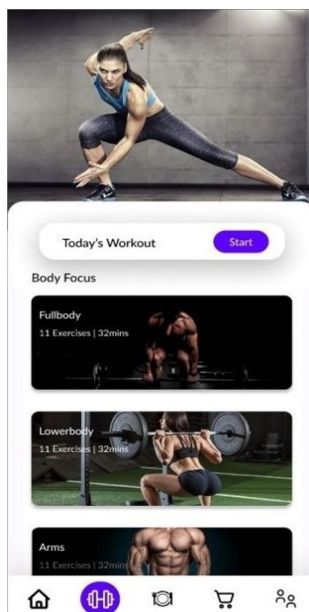 Today's Workout
Start
Body Focus
Fullbody
11 Exercises | 32mins
Lowerbody
11 Exercises | 32mins
Arms
11 Exercises | 32mins